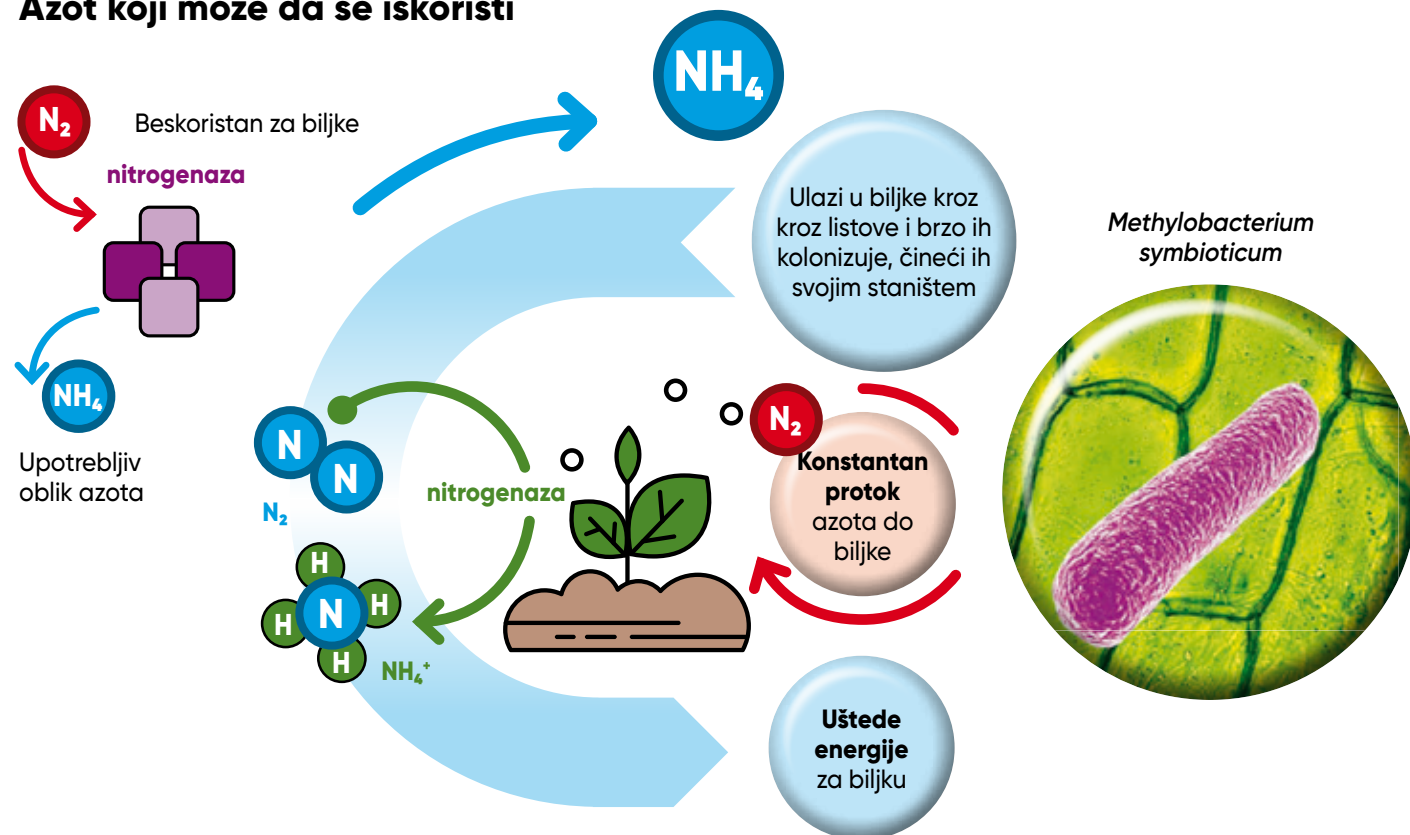 Azot koji može da se iskoristi
N₂
Beskoristan za biljke
nitrogenaza
NH₄
Upotrebljiv
oblik azota
NH₄
Ulazi u biljke kroz
kroz listove i brzo ih
kolonizuje, čineći ih
svojim staništem
Methylobacterium
symbioticum
N
N
N₂
nitrogenaza
H
H
N
H
H
NH₄⁺
N₂
Konstantan
protok
azota do
biljke
Uštede
energije
za biljku